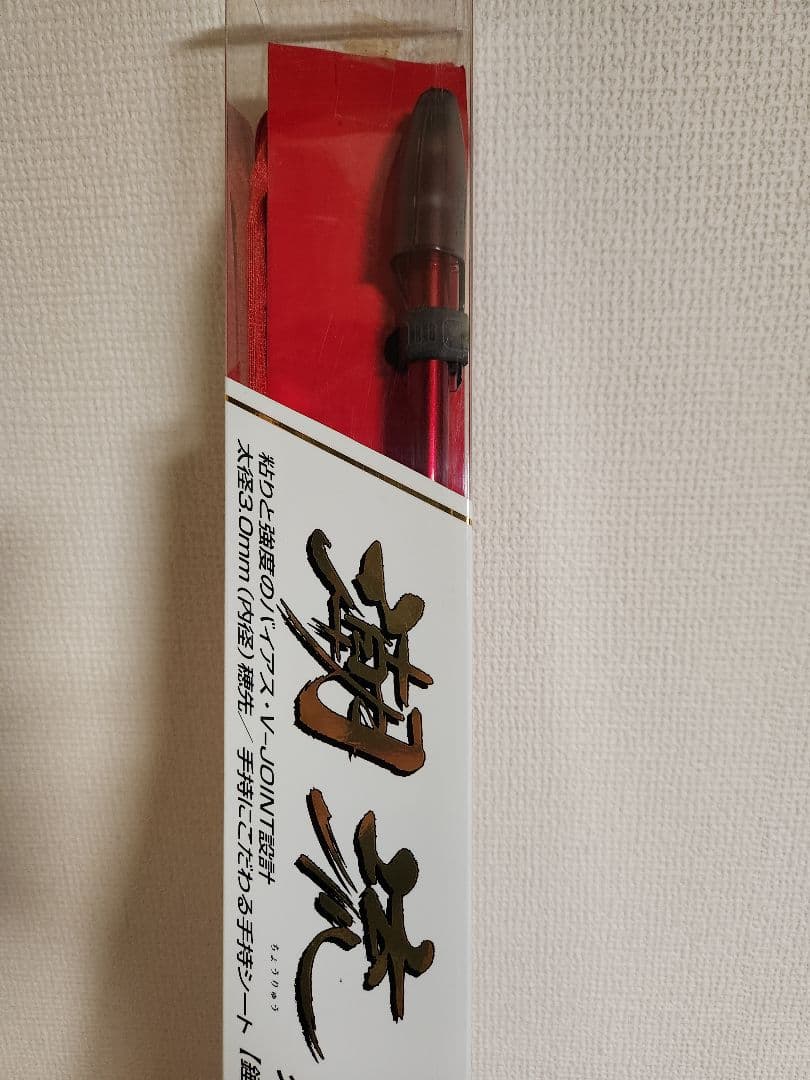 潮流
ちょうりゅう
粘りと強度のバイアス・V-JOINT設計
太径3.0mm(内径)穂先／手持にこだわる手持シート【錘